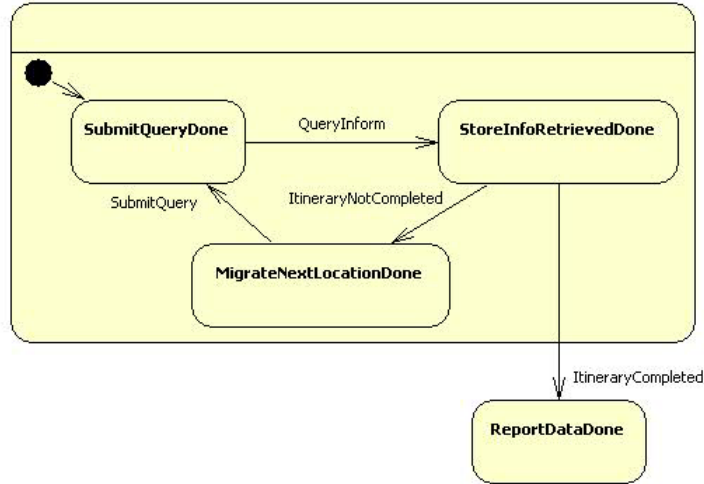 SubmitQueryDone
QueryInform
StoreInfoRetrievedDone
SubmitQuery
ItineraryNotCompleted
MigrateNextLocationDone
ItineraryCompleted
ReportDataDone